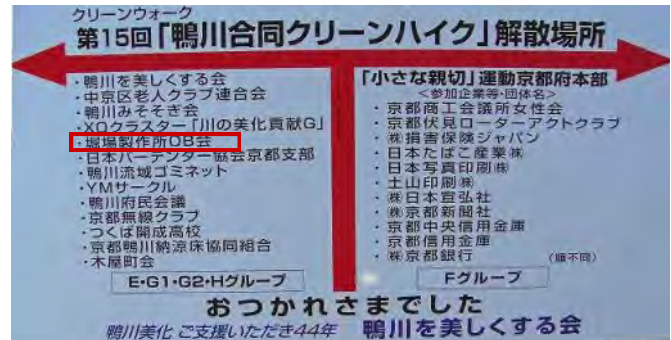 クリーンウォーク
第15回「鴨川合同クリーンハイク」解散場所
・鴨川を美しくする会
・中京区老人クラブ連合会
・鴨川みそそぎ会
・XQクラスター「川の美化貢献G」
・堀場製作所OB会
・日本バーテンダー協会京都支部
・鴨川流域ゴミネット
・YMサークル
・鴨川府民会議
・京都無線クラブ
・つくば開成高校
・京都鴨川納涼床協同組合
・木屋町会
E・G1・G2・Hグループ
「小さな親切」運動京都府本部
<参加企業等・団体名>
・京都商工会議所女性会
・京都伏見ローターアクトクラブ
・㈱損害保険ジャパン
・日本たばこ産業㈱
・日本写真印刷㈱
・土山印刷㈱
・㈱日本宣弘社
・㈱京都新聞社
・京都中央信用金庫
・京都信用金庫
・㈱京都銀行 (順不同)
Fグループ
おつかれさまでした
鴨川美化 ご支援いただき44年 鴨川を美しくする会